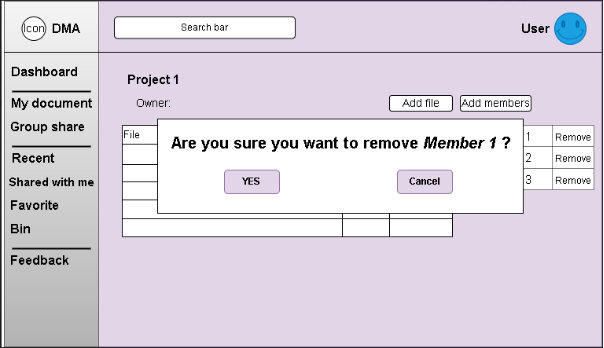 Icon DMA
Search bar
User
Dashboard
My document
Group share
Recent
Shared with me
Favorite
Bin
Feedback
Project 1
Owner:
Add file
Add members
File
Are you sure you want to remove Member 1 ?
YES
Cancel
1 Remove
2 Remove
3 Remove